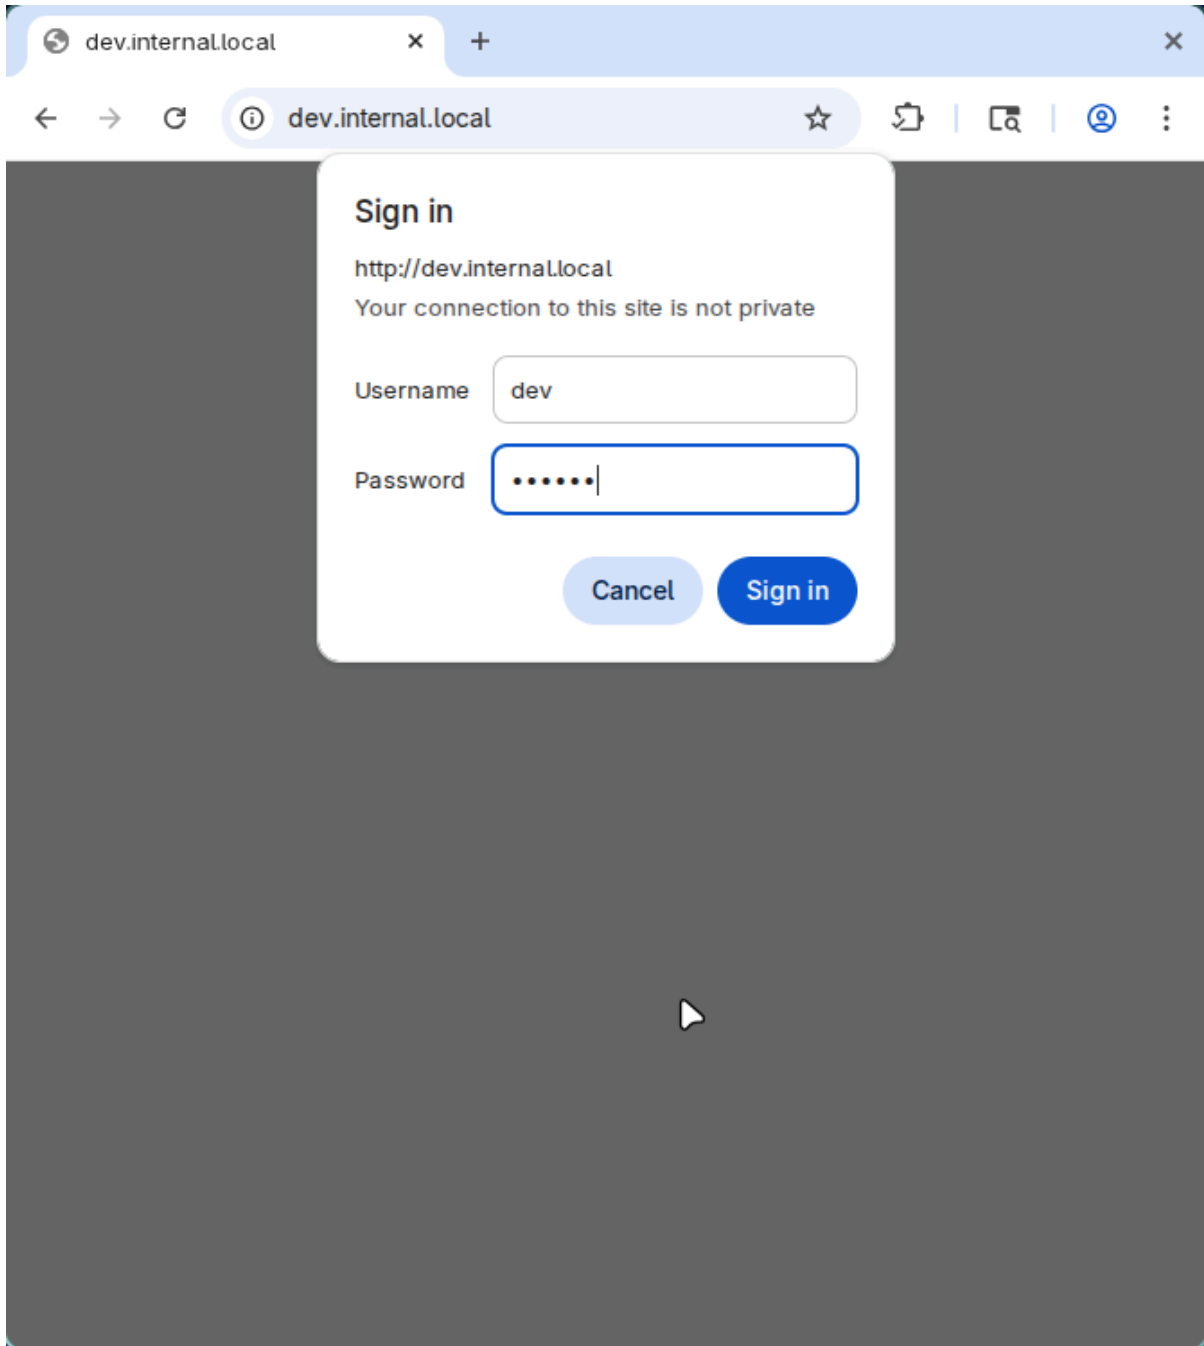 dev.internal.local
dev.internal.local
Sign in
http://dev.internal.local
Your connection to this site is not private
Username dev
Password ••••••
Cancel Sign in